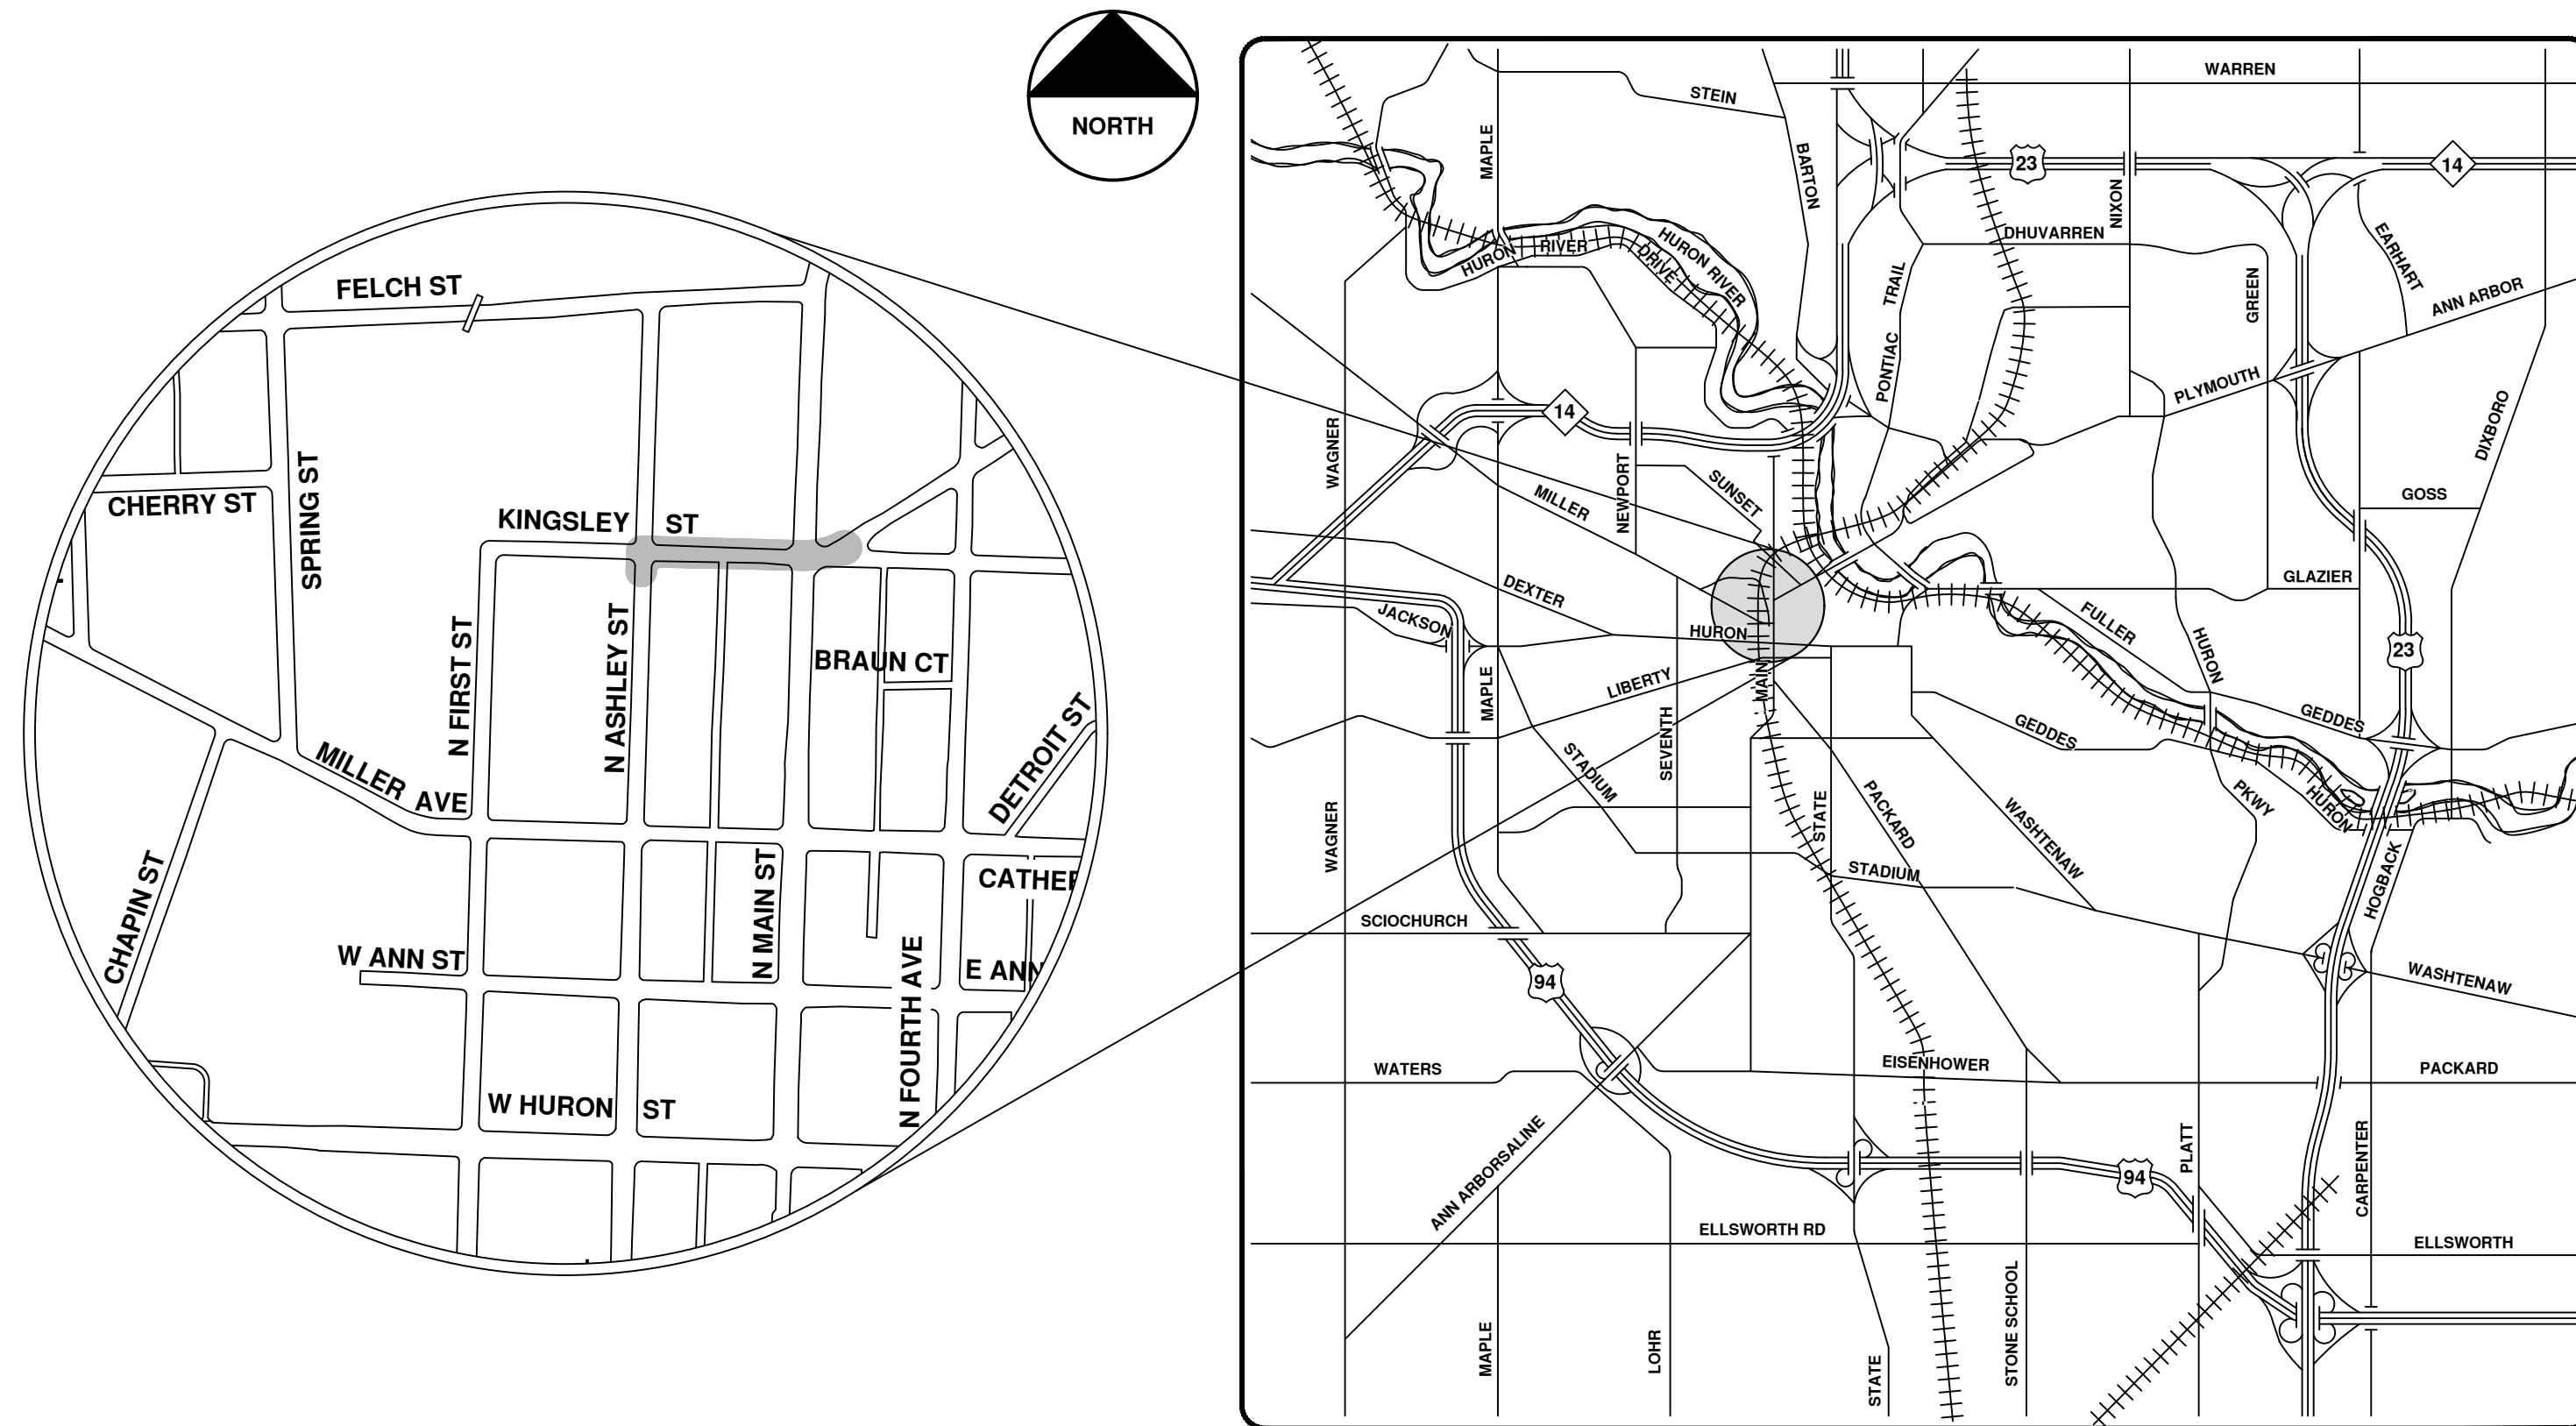 NORTH
FELCH ST
CHERRY ST
SPRING ST
KINGSLEY ST
N FIRST ST
N ASHLEY ST
BRAUN CT
DETROIT ST
MILLER AVE
CHAPIN ST
W ANN ST
N MAIN ST
N FOURTH AVE
E ANN
W HURON ST
WARREN
STEIN
MAPLE
BARTON
23
14
NIXON
DHUVARREN
EARHART
HURON RIVER DRIVE
HURON RIVER
TRAIL
PONTIAC
GREEN
ANN ARBOR
PLYMOUTH
DIXBORO
14
WAGNER
NEWPORT
SUNSET
MILLER
GOSS
GLAZIER
DEXTER
JACKSON
HURON
FULLER
HURON
23
MAIN
LIBERTY
MAPLE
SEVENTH
STADIUM
GEDDES
GEDDES
WAGNER
STATE
PACKARD
WASHTENAW
PKWY
HURON
STADIUM
HOGBACK
SCIOCHURCH
94
WASHTENAW
WATERS
EISENHOWER
PACKARD
ANN ARBORSALINE
PLATT
CARPENTER
94
ELLSWORTH RD
ELLSWORTH
MAPLE
LOHR
STATE
STONE SCHOOL